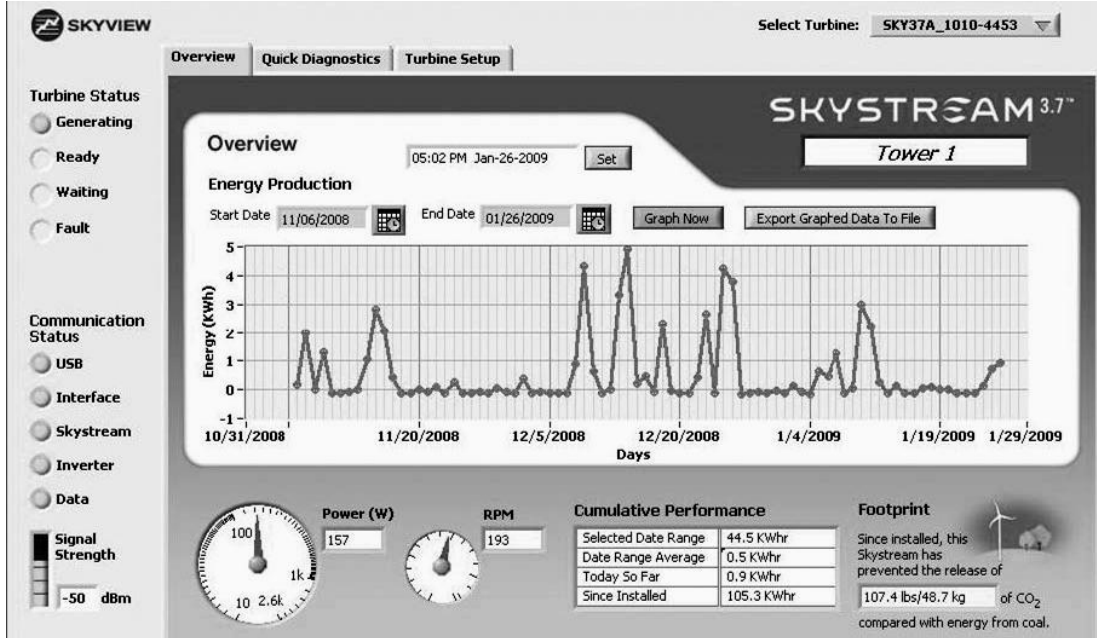 SKYVIEW
Select Turbine: SKY37A_1010-4453
Overview Quick Diagnostics Turbine Setup
Turbine Status
Generating
Ready
Waiting
Fault
SKYSTREAM 3.7™
Tower 1
Overview
05:02 PM Jan-26-2009 Set
Energy Production
Start Date 11/06/2008 End Date 01/26/2009 Graph Now Export Graphed Data To File
Energy (KWh)
5
4
3
2
1
0
-1
10/31/2008 11/20/2008 12/5/2008 12/20/2008 1/4/2009 1/19/2009 1/29/2009
Days
Communication
Status
USB
Interface
Skystream
Inverter
Data
Signal
Strength
-50 dBm
100
1k
10 2.6k
Power (W)
157
RPM
193
Cumulative Performance
Selected Date Range 44.5 KWhr
Date Range Average 0.5 KWhr
Today So Far 0.9 KWhr
Since Installed 105.3 KWhr
Footprint
Since installed, this
Skystream has
prevented the release of
107.4 lbs/48.7 kg of CO2
compared with energy from coal.